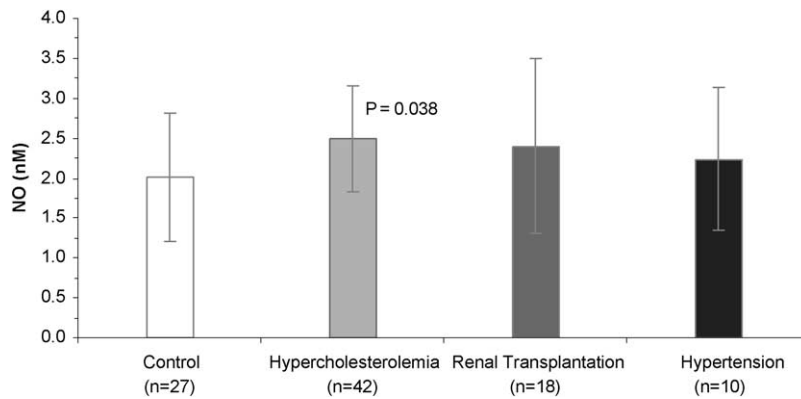 4.0
3.5
3.0
2.5
2.0
1.5
1.0
0.5
0.0
NO (nM)
P = 0.038
Control Hypercholesterolemia Renal Transplantation Hypertension
(n=27) (n=42) (n=18) (n=10)